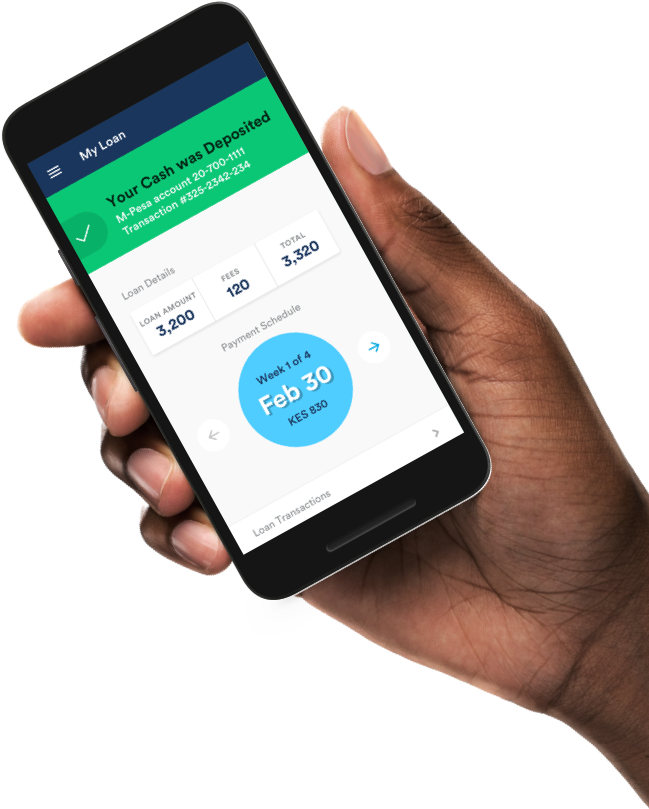 My Loan
Your Cash was Deposited
M-Pesa account 20-700-1111
Transaction #325-2342-234
Loan Details
LOAN AMOUNT
3,200
FEES
120
TOTAL
3,320
Payment Schedule
Week 1 of 4
Feb 30
KES 830
Loan Transactions